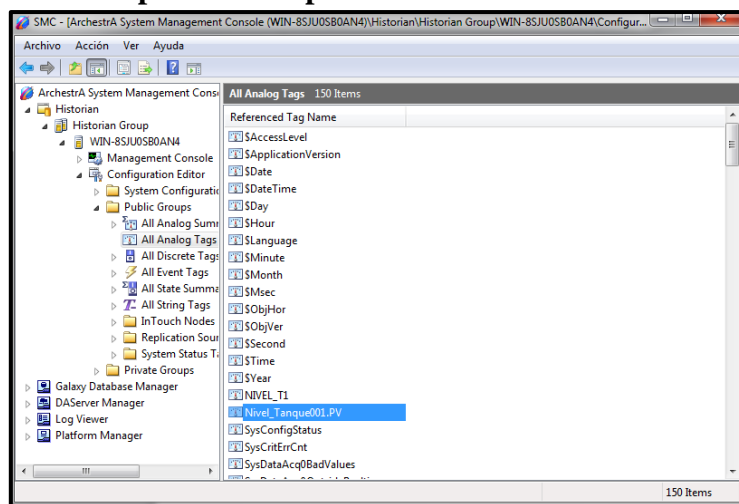 SMC - [ArchestrA System Management Console (WIN-8SJU0SB0AN4)\Historian\Historian Group\WIN-8SJU0SB0AN4\Configur...
Archivo Acción Ver Ayuda
ArchestrA System Management Conso
Historian
Historian Group
WIN-8SJU0SB0AN4
Management Console
Configuration Editor
System Configuratio
Public Groups
All Analog Summ
All Analog Tags
All Discrete Tags
All Event Tags
All State Summa
All String Tags
InTouch Nodes
Replication Sour
System Status Ta
Private Groups
Galaxy Database Manager
DAServer Manager
Log Viewer
Platform Manager
All Analog Tags 150 Items
Referenced Tag Name
$AccessLevel
$ApplicationVersion
$Date
$DateTime
$Day
$Hour
$Language
$Minute
$Month
$Msec
$ObjHor
$ObjVer
$Second
$Time
$Year
NIVEL_T1
Nivel_Tanque001.PV
SysConfigStatus
SysCritErrCnt
SysDataAcq0BadValues
150 Items